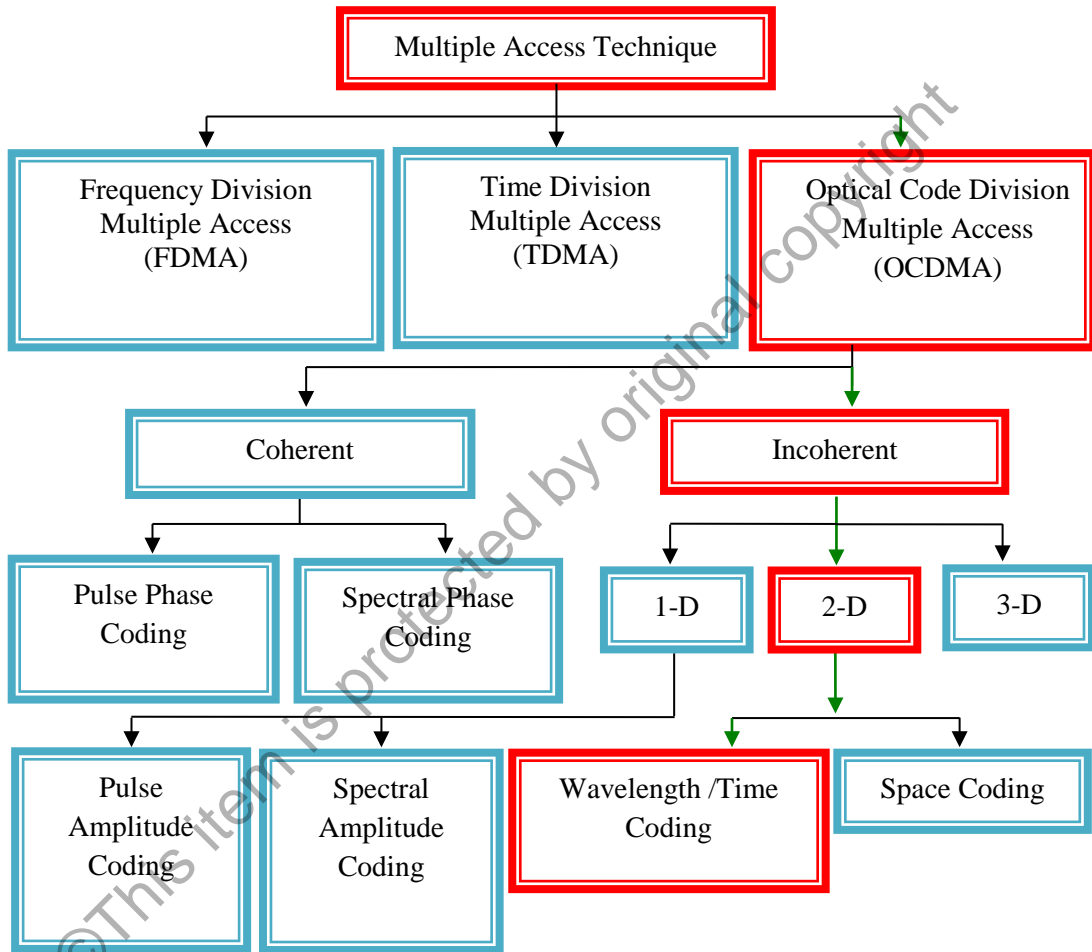 Multiple Access Technique
Frequency Division
Multiple Access
(FDMA)
Time Division
Multiple Access
(TDMA)
Optical Code Division
Multiple Access
(OCDMA)
Coherent
Incoherent
Pulse Phase
Coding
Spectral Phase
Coding
1-D
2-D
3-D
Pulse
Amplitude
Coding
Spectral
Amplitude
Coding
Wavelength /Time
Coding
Space Coding
©This item is protected by original copyright